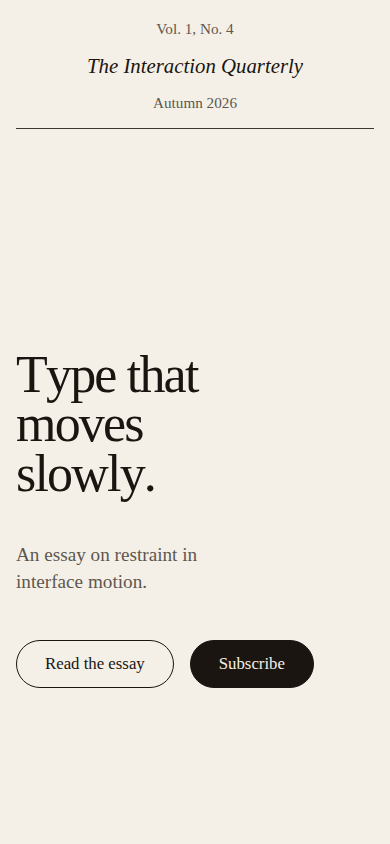 Vol. 1, No. 4
The Interaction Quarterly
Autumn 2026
Type that
moves
slowly.
An essay on restraint in
interface motion.
Read the essay
Subscribe